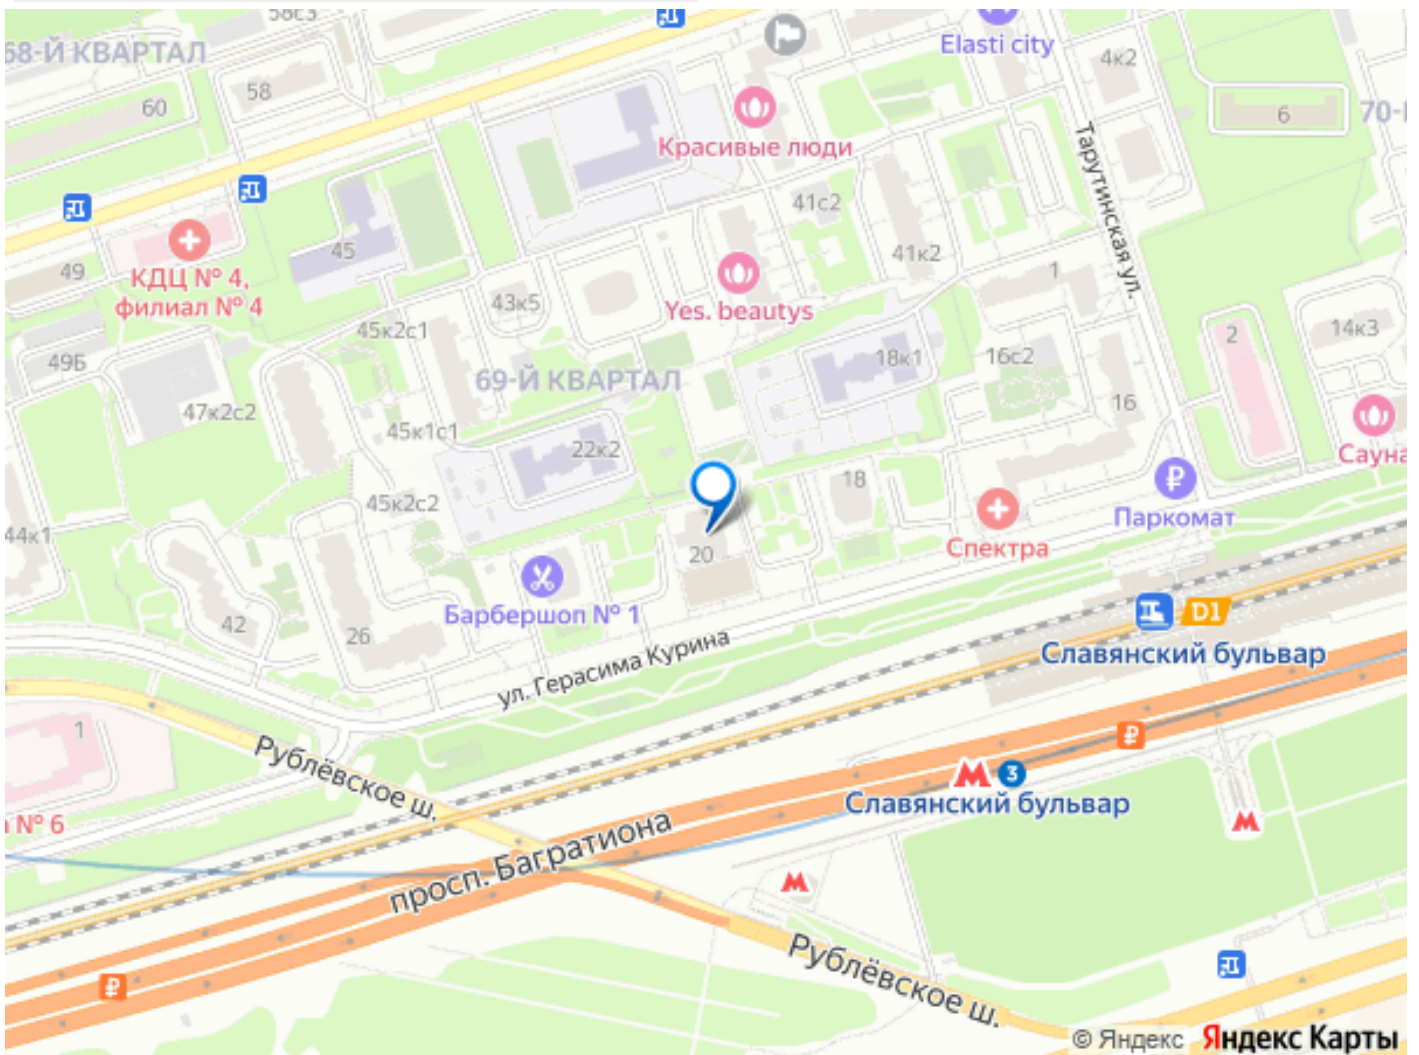 58с3
68-Й КВАРТАЛ
Elasti city
4к2
58
60
6
70-
Красивые люди
Тарутинская ул.
41с2
45
41к2
49
КДЦ № 4,
филиал № 4
1
43к5
Yes. beautys
45к2с1
2
14к3
49Б
18к1
16с2
69-Й КВАРТАЛ
47к2с2
16
45к1с1
22к2
Сауна
18
45к2с2
Паркомат
44к1
Спектра
20
Барбершоп № 1
D1
42
26
ул. Герасима Курина
Славянский бульвар
1
Рублёвское ш.
3
Славянский бульвар
№ 6
просп. Багратиона
Рублёвское ш.
© Яндекс Яндекс Карты